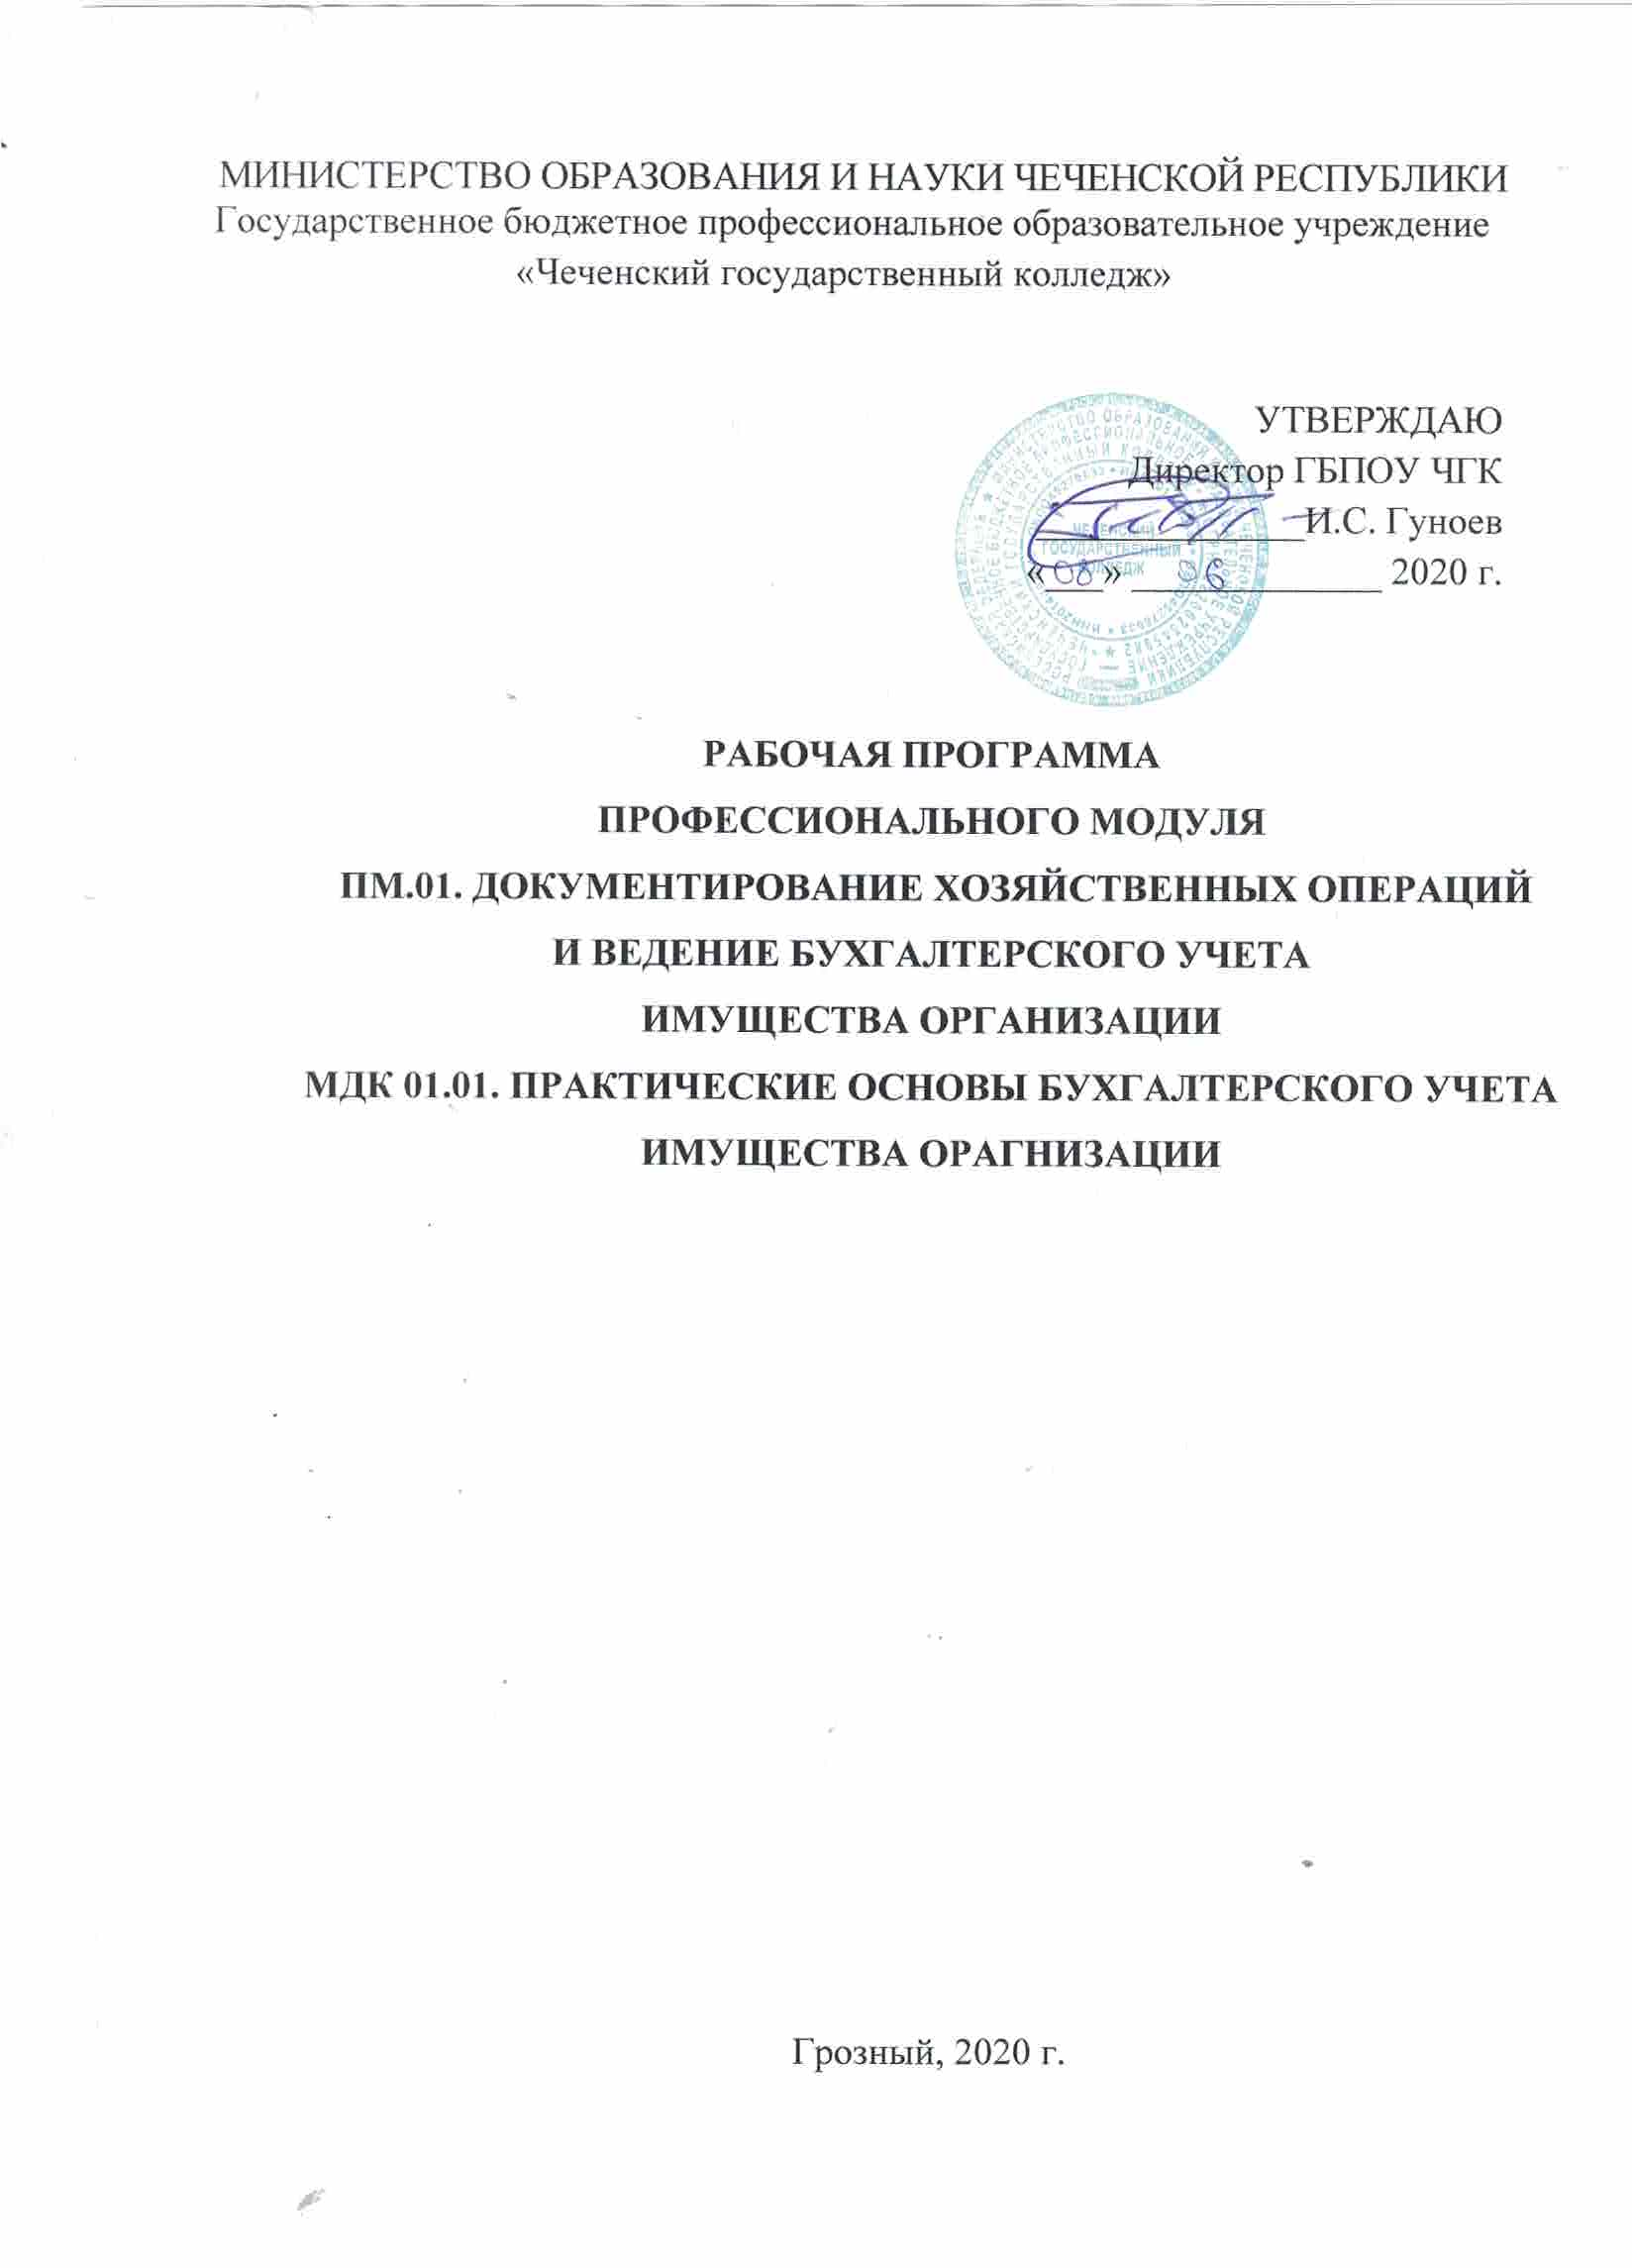 МИНИСТЕРСТВО ОБРАЗОВАНИЯ И НАУКИ ЧЕЧЕНСКОЙ РЕСПУБЛИКИ
Государственное бюджетное профессиональное образовательное учреждение
«Чеченский государственный колледж»
УТВЕРЖДАЮ
Директор ГБПОУ ЧГК
И.С. Гуноев
«08» 06 2020 г.
ГОСУДАРСТВЕННЫЙ
РАБОЧАЯ ПРОГРАММА
ПРОФЕССИОНАЛЬНОГО МОДУЛЯ
ПМ.01. ДОКУМЕНТИРОВАНИЕ ХОЗЯЙСТВЕННЫХ ОПЕРАЦИЙ
И ВЕДЕНИЕ БУХГАЛТЕРСКОГО УЧЕТА
ИМУЩЕСТВА ОРГАНИЗАЦИИ
МДК 01.01. ПРАКТИЧЕСКИЕ ОСНОВЫ БУХГАЛТЕРСКОГО УЧЕТА
ИМУЩЕСТВА ОРАГНИЗАЦИИ
Грозный, 2020 г.